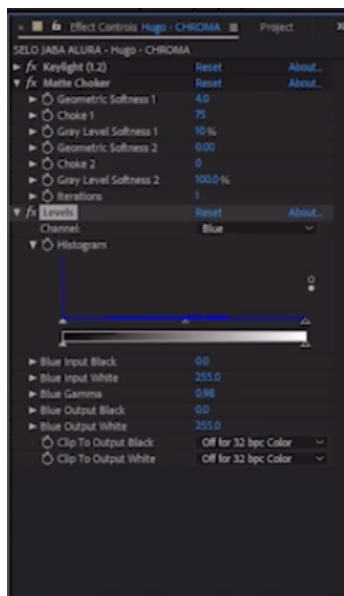 fx Effect Controls Hugo - CHROMA Project
SELO JABA ALURA - Hugo - CHROMA
fx Keylight (1.2) Reset About...
fx Matte Choker Reset About...
Geometric Softness 1 4.0
Choke 1 75
Gray Level Softness 1 10 %
Geometric Softness 2 0.00
Choke 2 0
Gray Level Softness 2 100.0 %
Iterations 1
fx Levels Reset About...
Channel: Blue
Histogram
Blue Input Black 0.0
Blue Input White 255.0
Blue Gamma 0.98
Blue Output Black 0.0
Blue Output White 255.0
Clip To Output Black Off for 32 bpc Color
Clip To Output White Off for 32 bpc Color